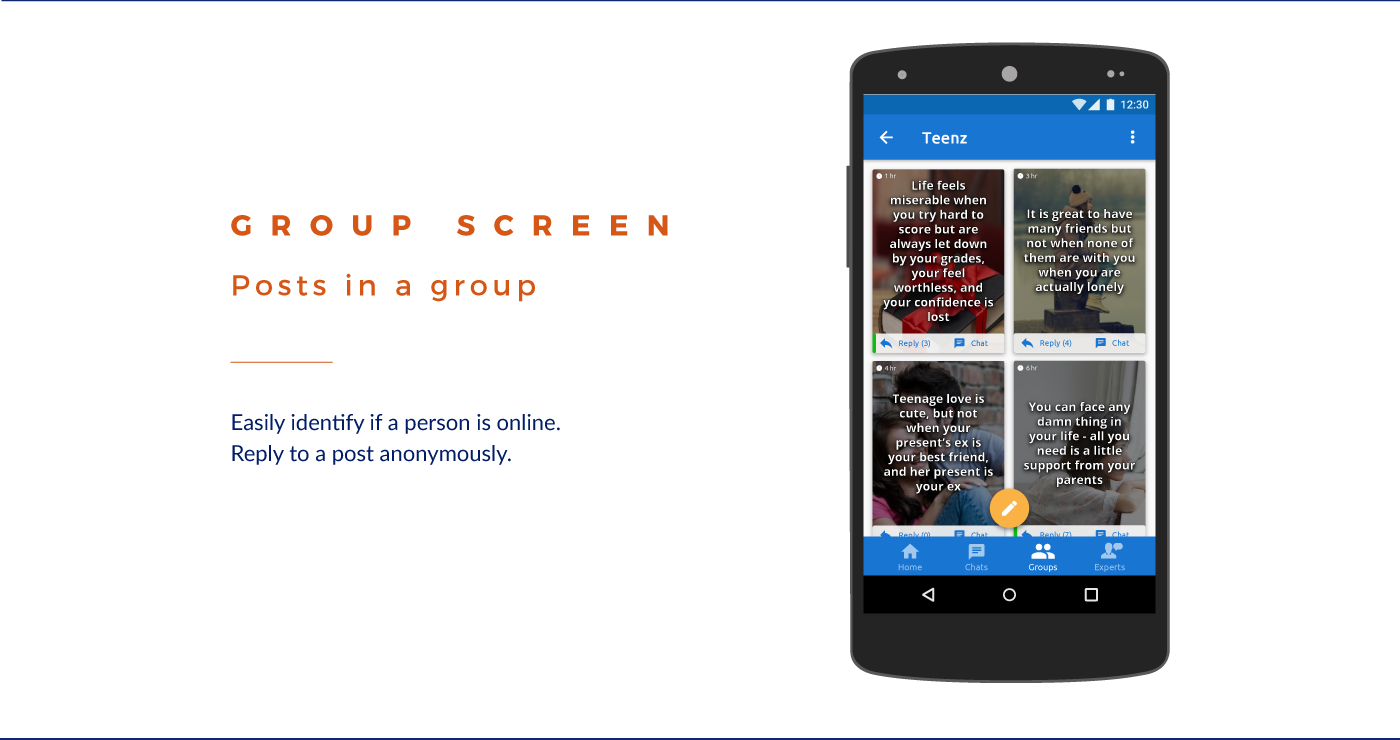 GROUP SCREEN
Posts in a group
Easily identify if a person is online.
Reply to a post anonymously.
12:30
Teenz
1 hr
Life feels
miserable when
you try hard to
score but are
always let down
by your grades,
your feel
worthless, and
your confidence is
lost
Reply (3) Chat
3 hr
It is great to have
many friends but
not when none of
them are with you
when you are
actually lonely
Reply (4) Chat
4 hr
Teenage love is
cute, but not
when your
present's ex is
your best friend,
and her present is
your ex
Reply (0) Chat
6 hr
You can face any
damn thing in
your life - all you
need is a little
support from your
parents
Reply (7) Chat
Home Chats Groups Experts